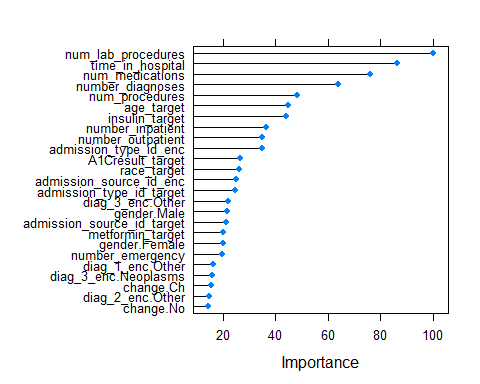 num_lab_procedures
time_in_hospital
num_medications
number_diagnoses
num_procedures
age_target
insulin_target
number_inpatient
number_outpatient
admission_type_id_enc
A1Cresult_target
race_target
admission_source_id_enc
admission_type_id_target
diag_3_enc.Other
gender.Male
admission_source_id_target
metformin_target
gender.Female
number_emergency
diag_1_enc.Other
diag_3_enc.Neoplasms
change.Ch
diag_2_enc.Other
change.No
20 40 60 80 100
Importance